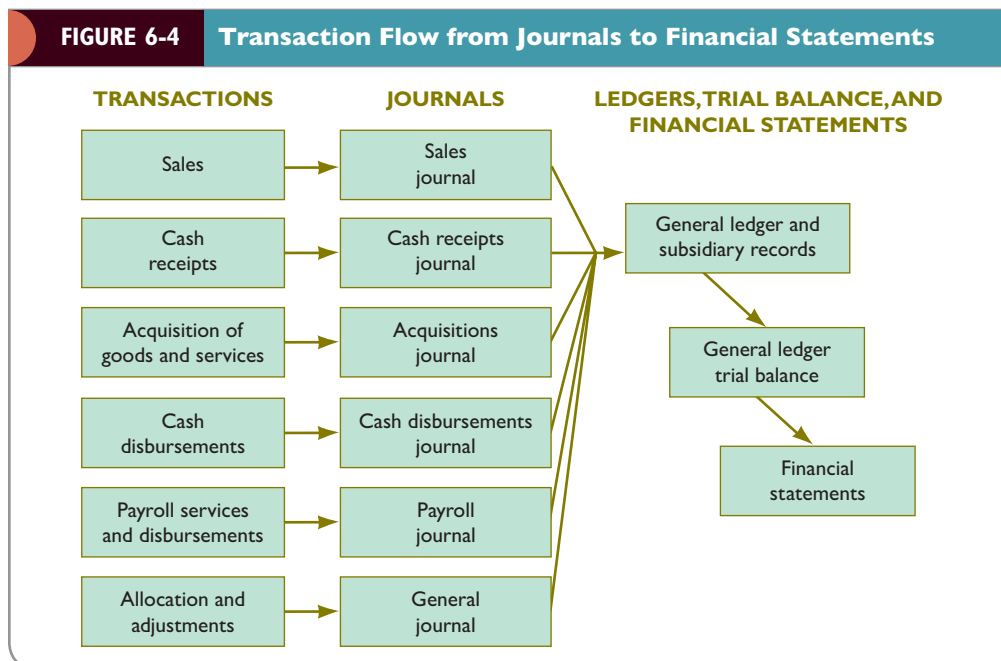 FIGURE 6-4
Transaction Flow from Journals to Financial Statements
TRANSACTIONS
JOURNALS
LEDGERS, TRIAL BALANCE, AND
FINANCIAL STATEMENTS
Sales
Sales
journal
Cash
receipts
Cash receipts
journal
General ledger and
subsidiary records
Acquisition of
goods and services
Acquisitions
journal
General ledger
trial balance
Cash
disbursements
Cash disbursements
journal
Financial
statements
Payroll services
and disbursements
Payroll
journal
Allocation and
adjustments
General
journal